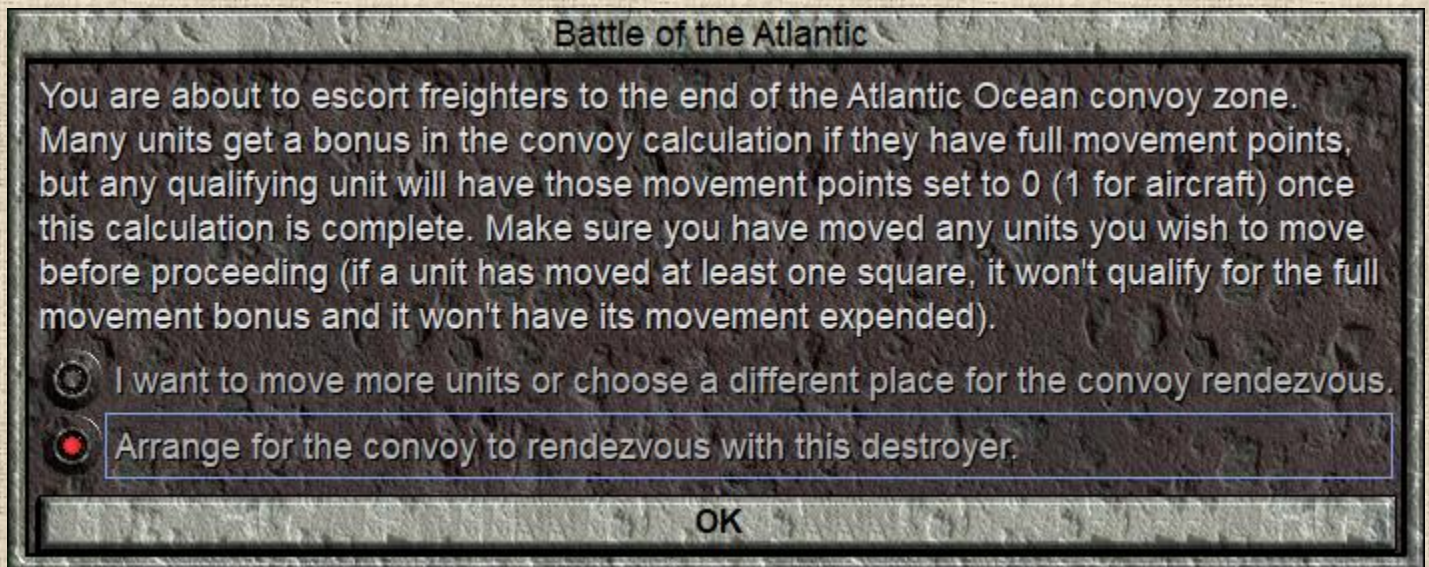 Battle of the Atlantic
You are about to escort freighters to the end of the Atlantic Ocean convoy zone.
Many units get a bonus in the convoy calculation if they have full movement points,
but any qualifying unit will have those movement points set to 0 (1 for aircraft) once
this calculation is complete. Make sure you have moved any units you wish to move
before proceeding (if a unit has moved at least one square, it won't qualify for the full
movement bonus and it won't have its movement expended).
I want to move more units or choose a different place for the convoy rendezvous.
Arrange for the convoy to rendezvous with this destroyer.
OK